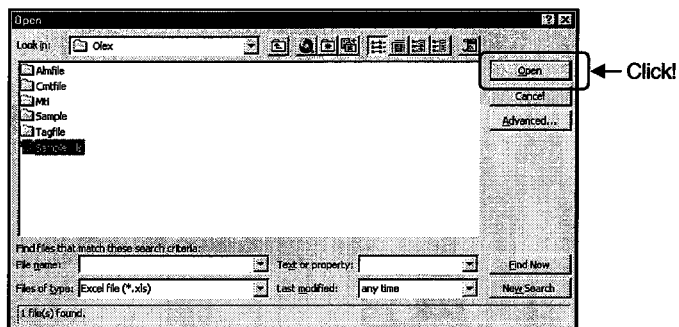 Open
Look in: Olex
Almfile
Cmtfile
Mtl
Sample
Tagfile
Open
Click!
Cancel
Advanced...
Find files that match these search criteria:
File name: Text or property: Find Now
Files of type: Excel file (*.xls) Last modified: any time New Search
1 file(s) found.